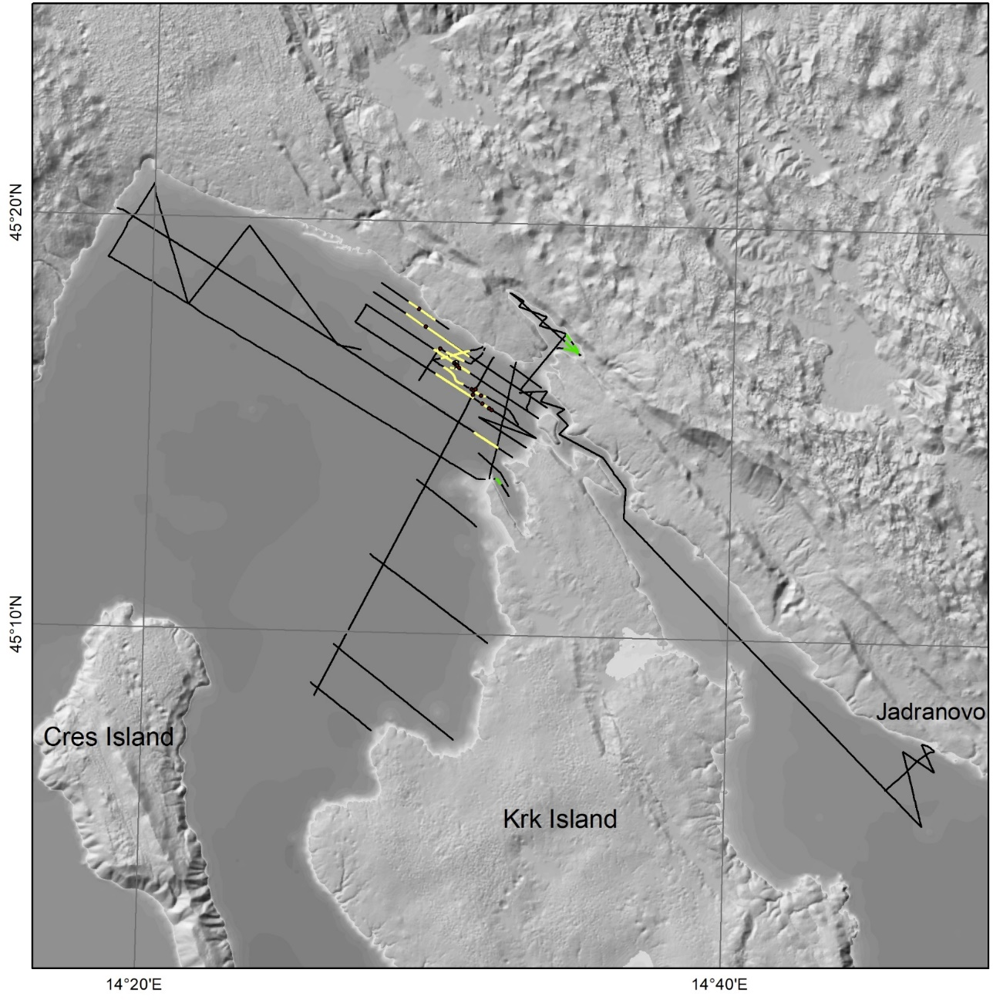 45°20'N
45°10'N
Jadranovo
Cres Island
Krk Island
14°20'E
14°40'E